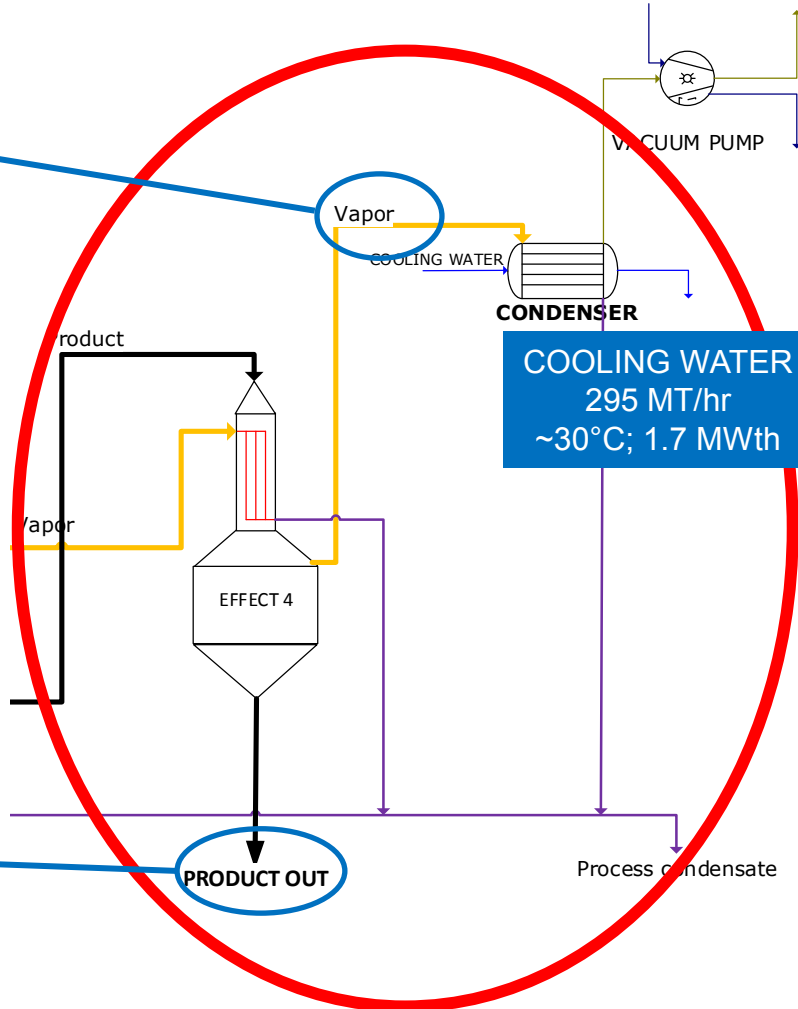 VACUUM PUMP
Vapor
COOLING WATER
CONDENSER
roduct
COOLING WATER
295 MT/hr
~30°C; 1.7 MWth
Vapor
EFFECT 4
PRODUCT OUT
Process condensate